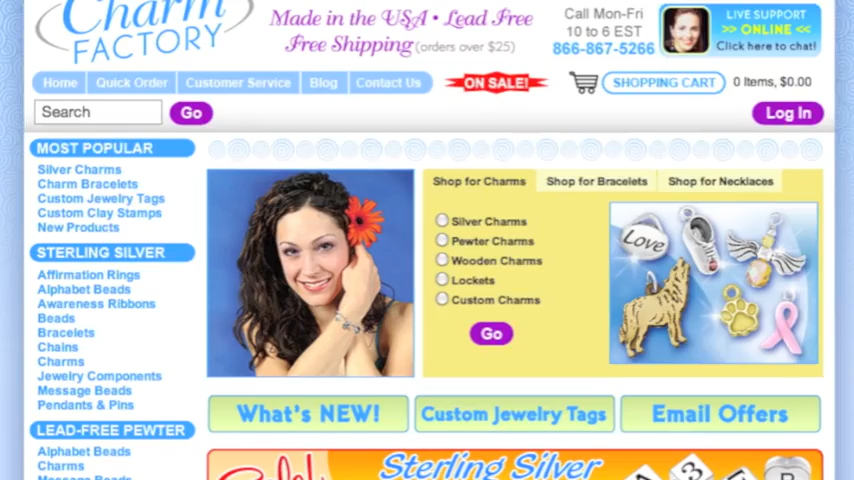 Charm
FACTORY
Made in the USA • Lead Free
Free Shipping (orders over $25)
Call Mon-Fri
10 to 6 EST
866-867-5266
LIVE SUPPORT
>> ONLINE <<
Click here to chat!
Home
Quick Order
Customer Service
Blog
Contact Us
ON SALE!
SHOPPING CART
0 Items, $0.00
Search
Go
Log In
MOST POPULAR
Silver Charms
Charm Bracelets
Custom Jewelry Tags
Custom Clay Stamps
New Products
STERLING SILVER
Affirmation Rings
Alphabet Beads
Awareness Ribbons
Beads
Bracelets
Chains
Charms
Jewelry Components
Message Beads
Pendants & Pins
LEAD-FREE PEWTER
Alphabet Beads
Charms
Message Beads
Shop for Charms
Shop for Bracelets
Shop for Necklaces
Silver Charms
Pewter Charms
Wooden Charms
Lockets
Custom Charms
Go
Love
What's NEW!
Custom Jewelry Tags
Email Offers
Sterling Silver
3